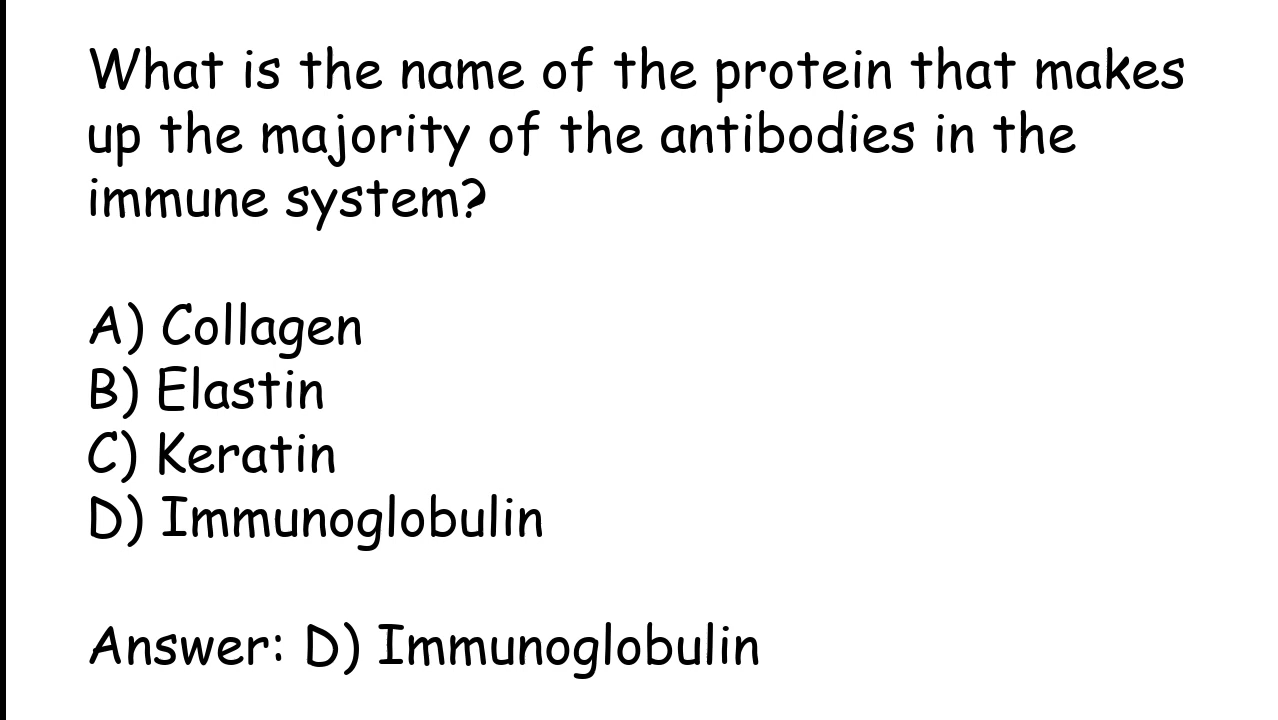 What is the name of the protein that makes
up the majority of the antibodies in the
immune system?
A) Collagen
B) Elastin
C) Keratin
D) Immunoglobulin
Answer: D) Immunoglobulin